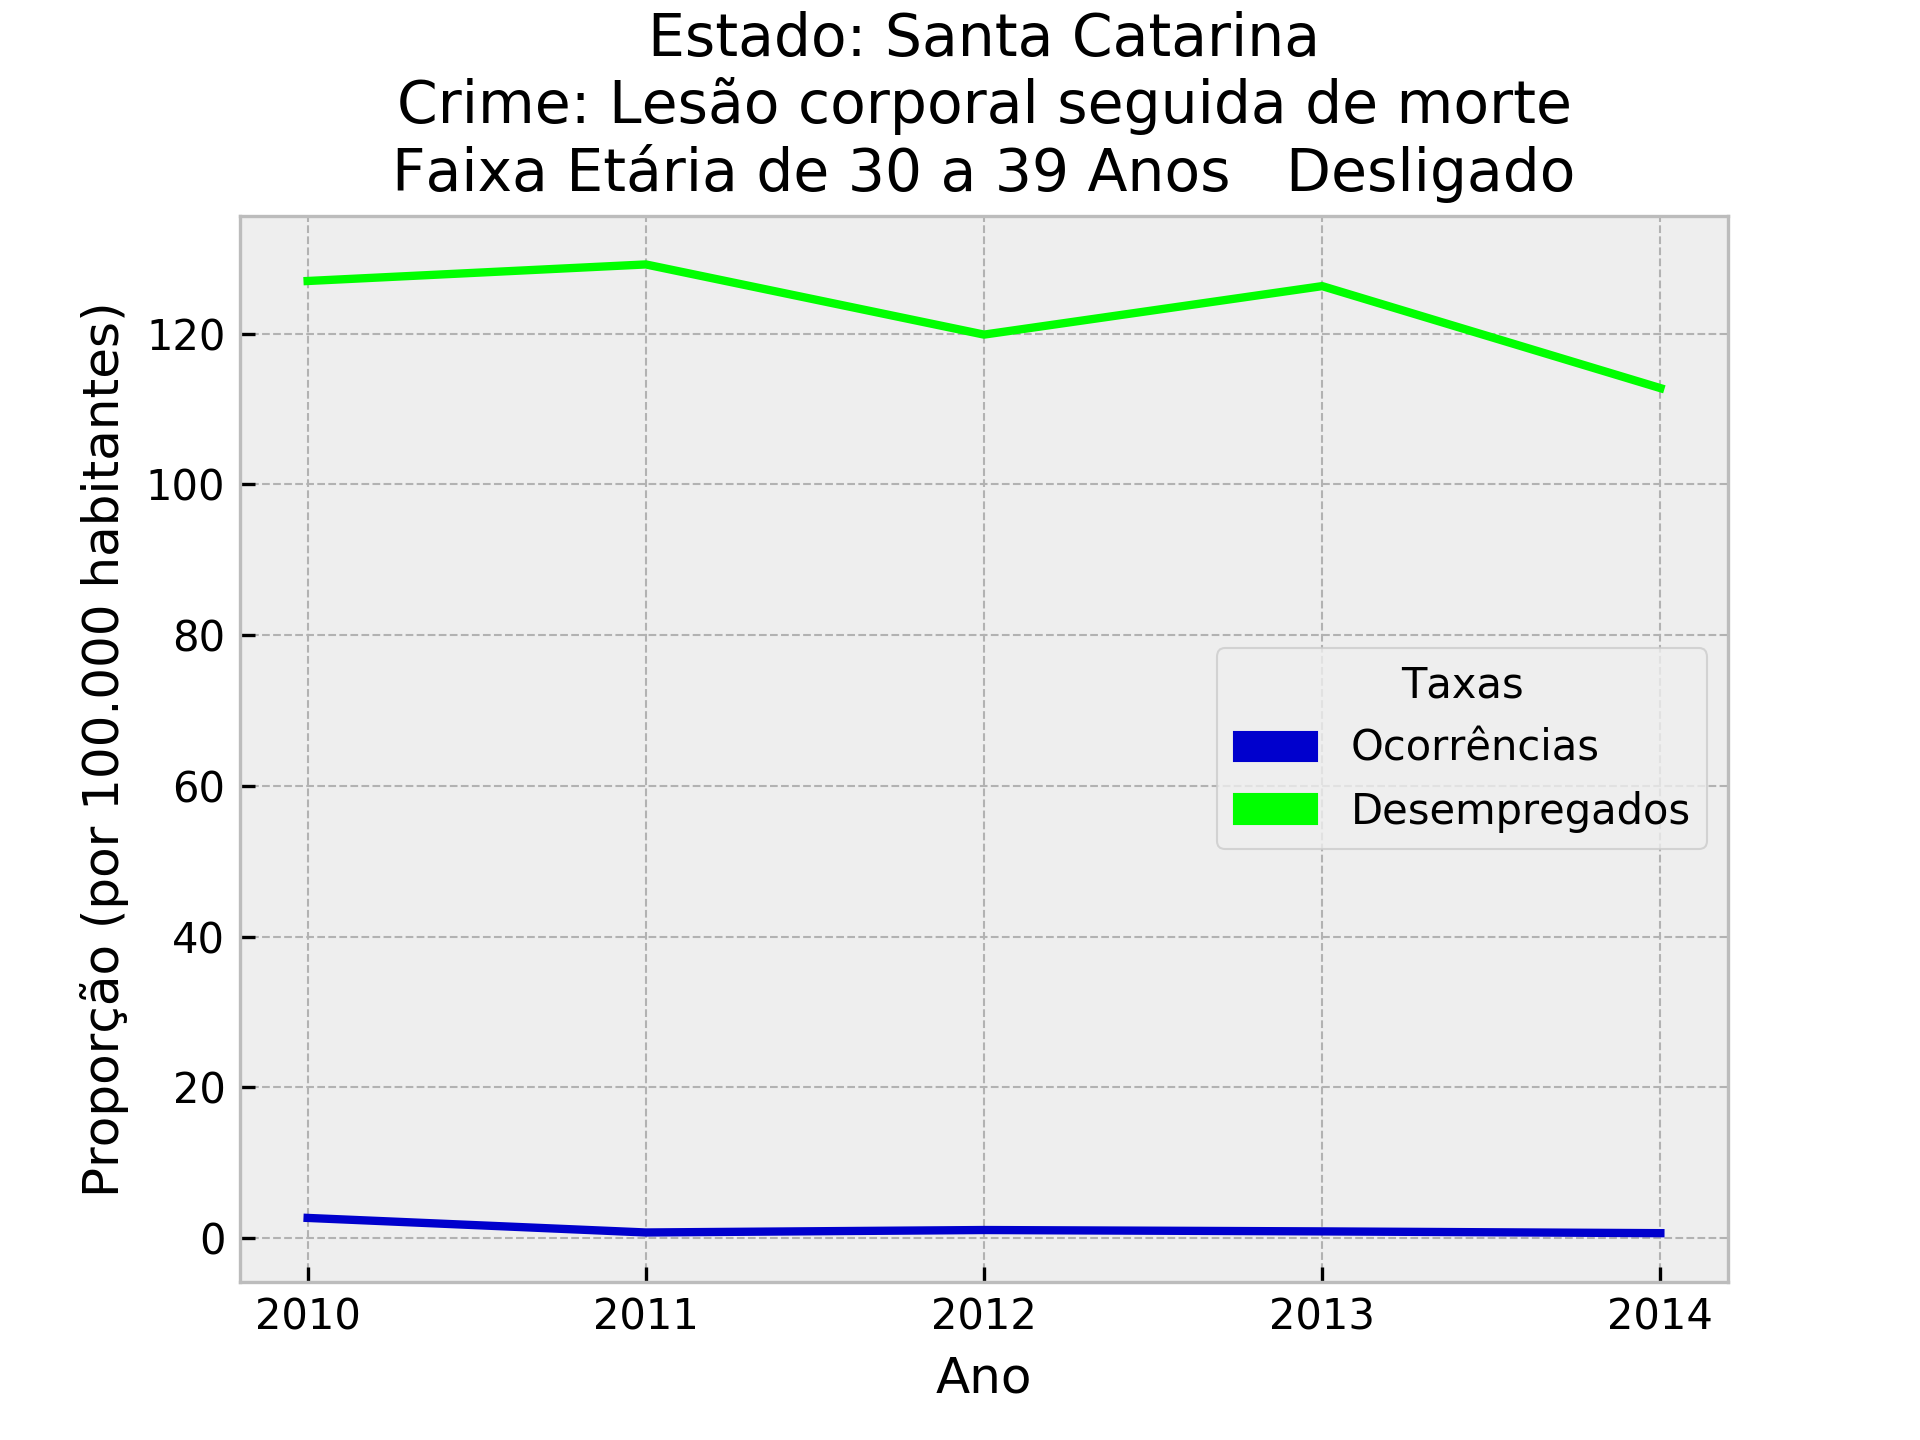 Estado: Santa Catarina
Crime: Lesão corporal seguida de morte
Faixa Etária de 30 a 39 Anos   Desligado
Proporção (por 100.000 habitantes)
120
100
80
60
40
20
0
Taxas
Ocorrências
Desempregados
2010 2011 2012 2013 2014
Ano